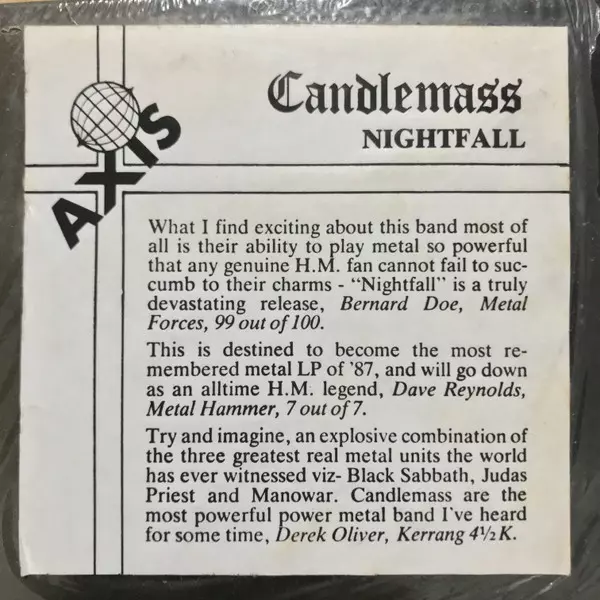 AXIS
Candlemass
NIGHTFALL
What I find exciting about this band most of
all is their ability to play metal so powerful
that any genuine H.M. fan cannot fail to suc-
cumb to their charms - “Nightfall” is a truly
devastating release, Bernard Doe, Metal
Forces, 99 out of 100.
This is destined to become the most re-
membered metal LP of '87, and will go down
as an alltime H.M. legend, Dave Reynolds,
Metal Hammer, 7 out of 7.
Try and imagine, an explosive combination of
the three greatest real metal units the world
has ever witnessed viz- Black Sabbath, Judas
Priest and Manowar. Candlemass are the
most powerful power metal band I've heard
for some time, Derek Oliver, Kerrang 4½K.